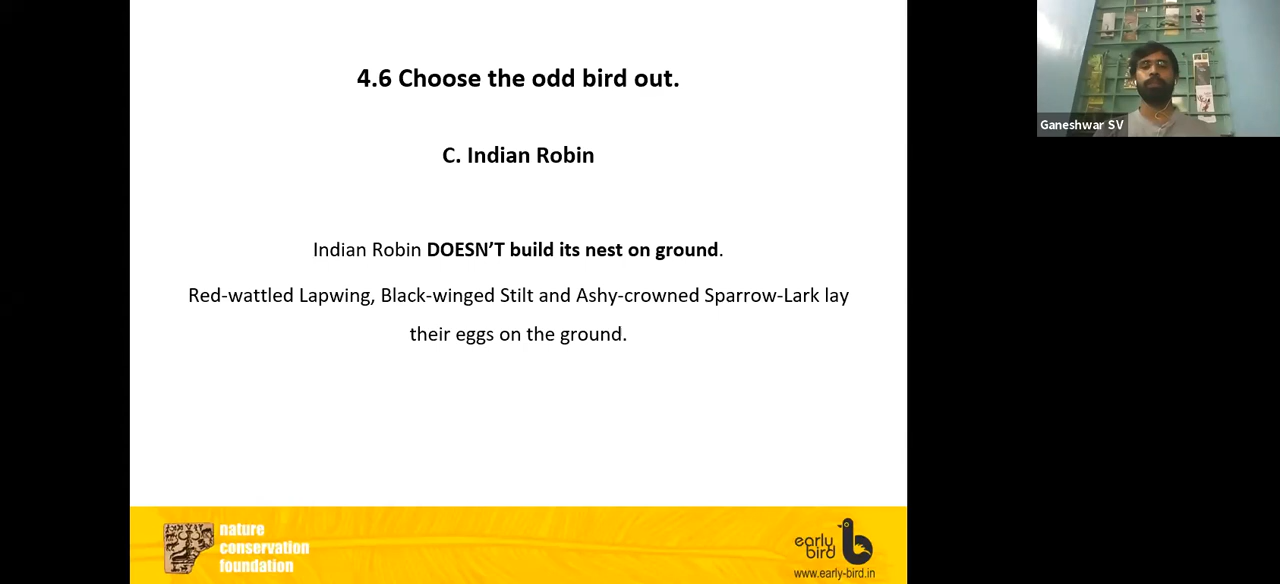 4.6 Choose the odd bird out.
C. Indian Robin
Indian Robin DOESN'T build its nest on ground.
Red-wattled Lapwing, Black-winged Stilt and Ashy-crowned Sparrow-Lark lay
their eggs on the ground.
nature
conservation
foundation
early
bird
www.early-bird.in
Ganeshwar SV